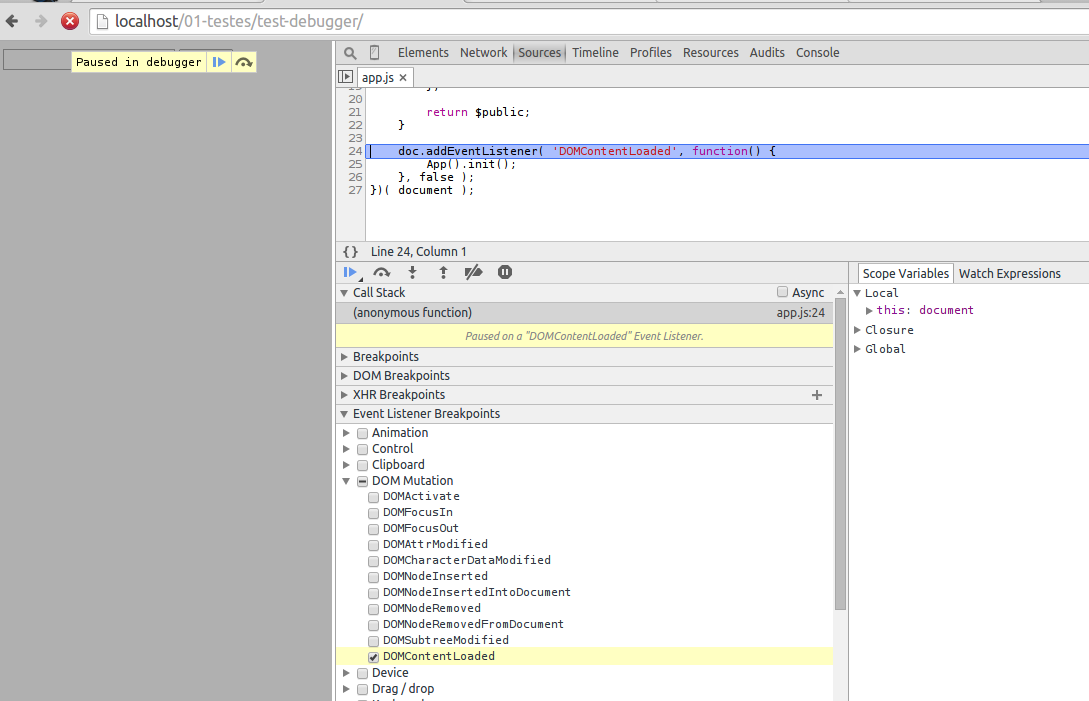 localhost/01-testes/test-debugger/
Paused in debugger
Elements Network Sources Timeline Profiles Resources Audits Console
app.js ×
20
21 return $public;
22 }
23
24 doc.addEventListener( 'DOMContentLoaded', function() {
25 App().init();
26 }, false );
27 })( document );
{} Line 24, Column 1
Scope Variables Watch Expressions
Call Stack Async
(anonymous function) app.js:24
Paused on a "DOMContentLoaded" Event Listener.
Breakpoints
DOM Breakpoints
XHR Breakpoints +
Event Listener Breakpoints
Animation
Control
Clipboard
DOM Mutation
DOMActivate
DOMFocusIn
DOMFocusOut
DOMAttrModified
DOMCharacterDataModified
DOMNodeInserted
DOMNodeInsertedIntoDocument
DOMNodeRemoved
DOMNodeRemovedFromDocument
DOMSubtreeModified
DOMContentLoaded
Device
Drag / drop
Local
this: document
Closure
Global